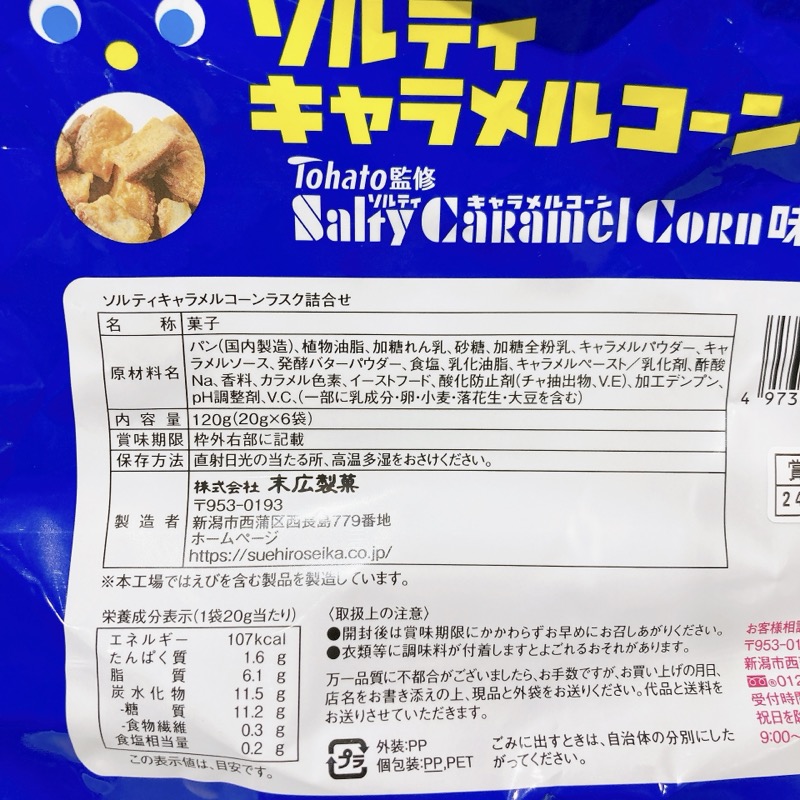 ソルティ
キャラメルコーン
Tohato監修
ソルティ キャラメルコーン
Salty Caramel Corn味
ソルティキャラメルコーンラスク詰合せ
名 称 菓子
原材料名 パン(国内製造)、植物油脂、加糖れん乳、砂糖、加糖全粉乳、キャラメルパウダー、キャ
ラメルソース、発酵バターパウダー、食塩、乳化油脂、キャラメルペースト/乳化剤、酢酸
Na、香料、カラメル色素、イーストフード、酸化防止剤(チャ抽出物、V.E)、加工デンプン、
pH調整剤、V.C、(一部に乳成分・卵・小麦・落花生・大豆を含む)
内容量 120g(20g×6袋)
賞味期限 枠外右部に記載
保存方法 直射日光の当たる所、高温多湿をおさけください。
製造者 株式会社 末広製菓
〒953-0193
新潟市西蒲区西長島779番地
ホームページ
https://suehiroseika.co.jp/
※本工場ではえびを含む製品を製造しています。
栄養成分表示(1袋20g当たり)
エネルギー 107kcal
たんぱく質 1.6 g
脂質 6.1 g
炭水化物 11.5 g
-糖質 11.2 g
-食物繊維 0.3 g
食塩相当量 0.2 g
この表示値は、目安です。
〈取扱上の注意〉
●開封後は賞味期限にかかわらずお早めにお召しあがりください。
●衣類等に調味料が付着しますとよごれるおそれがあります。
万一品質に不都合がございましたら、お手数ですが、お買い上げの月日、
店名をお書き添えの上、現品と外袋をお送りください。代品と送料を
お送りさせていただきます。
プラ
外装:PP
個包装:PP,PET
ごみに出すときは、自治体の分別にした
がってください。
4 973
賞
24
お客様相談
〒953-01
新潟市西
012
受付時間
祝日を除
9:00~